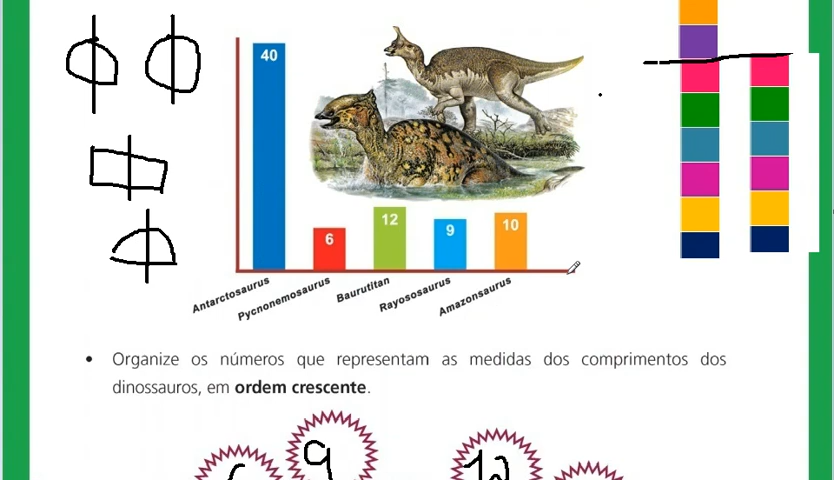 40
6
12
9
10
Antarctosaurus
Pycnonemosaurus
Baurutitan
Rayososaurus
Amazonsaurus
• Organize os números que representam as medidas dos comprimentos dos
dinossauros, em ordem crescente.
9
12